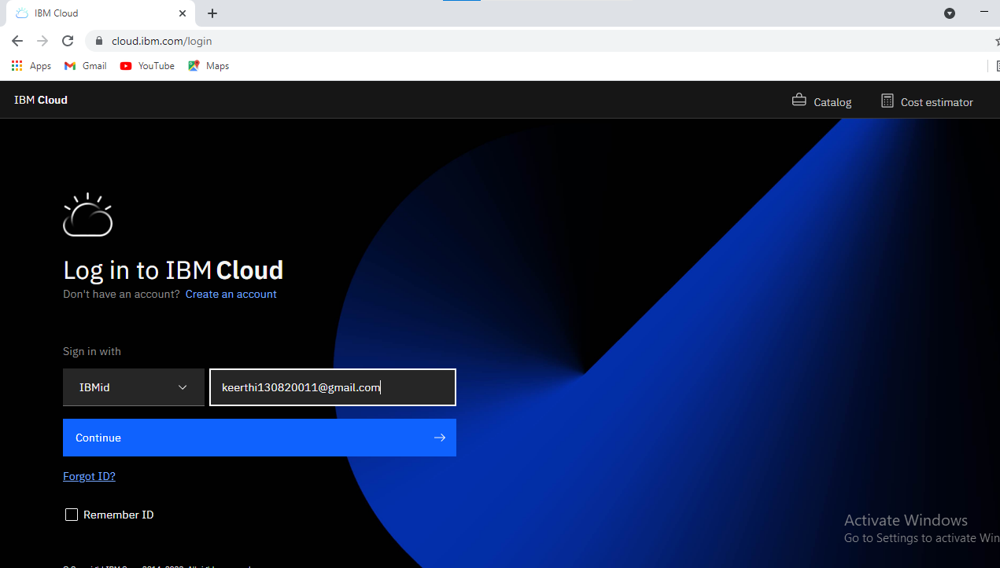 IBM Cloud
cloud.ibm.com/login
Apps Gmail YouTube Maps
IBM Cloud Catalog Cost estimator
Log in to IBM Cloud
Don't have an account? Create an account
Sign in with
IBMid keerthi130820011@gmail.com
Continue
Forgot ID?
Remember ID
Activate Windows
Go to Settings to activate Win